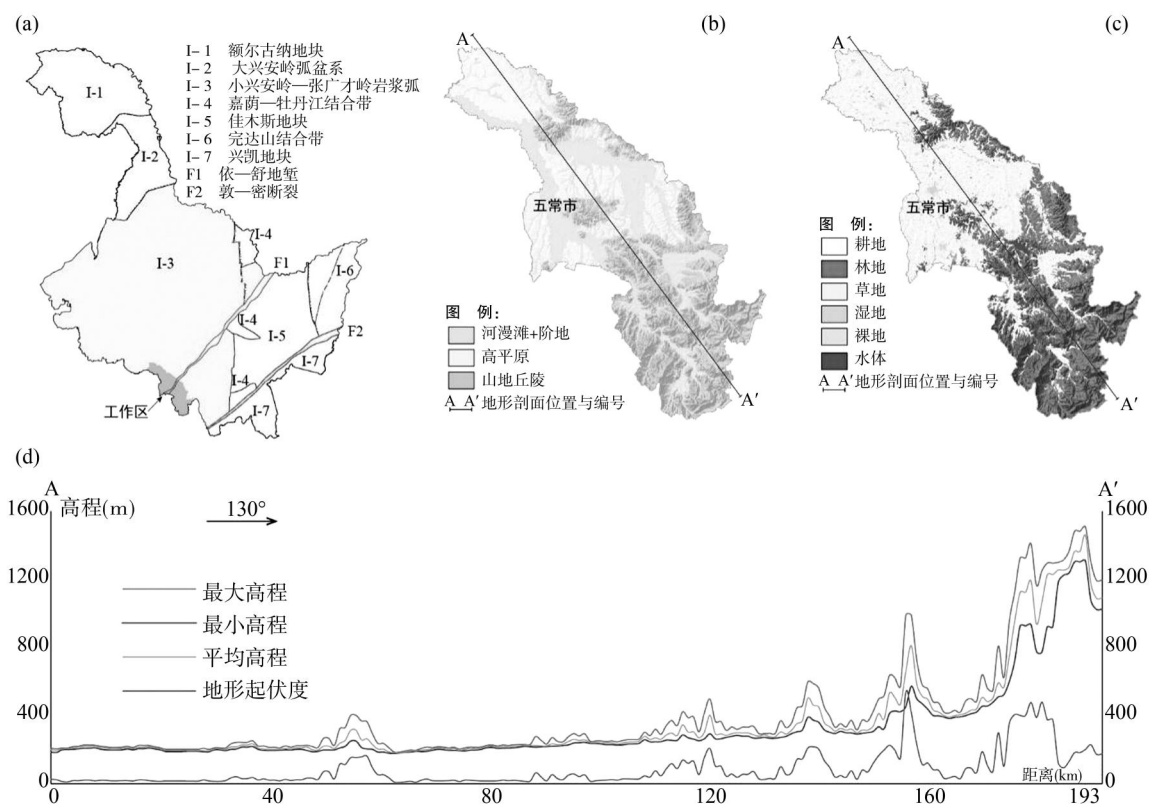 (a)
I-1 额尔古纳地块
I-2 大兴安岭弧盆系
I-3 小兴安岭—张广才岭岩浆弧
I-4 嘉荫—牡丹江结合带
I-5 佳木斯地块
I-6 完达山结合带
I-7 兴凯地块
F1 依—舒地堑
F2 敦—密断裂
I-1
I-2
I-3
I-4
F1
I-6
I-4
I-5
F2
I-7
I-4
I-7
工作区
(b)
A
五常市
图 例:
河漫滩+阶地
高平原
山地丘陵
A A′地形剖面位置与编号
A′
(c)
A
五常市
图 例:
耕地
林地
草地
湿地
裸地
水体
A A′地形剖面位置与编号
A′
(d)
A
A′
1600
高程(m)
130°
1600
1200
1200
800
800
400
400
0
0
最大高程
最小高程
平均高程
地形起伏度
距离(km)
0
40
80
120
160
193